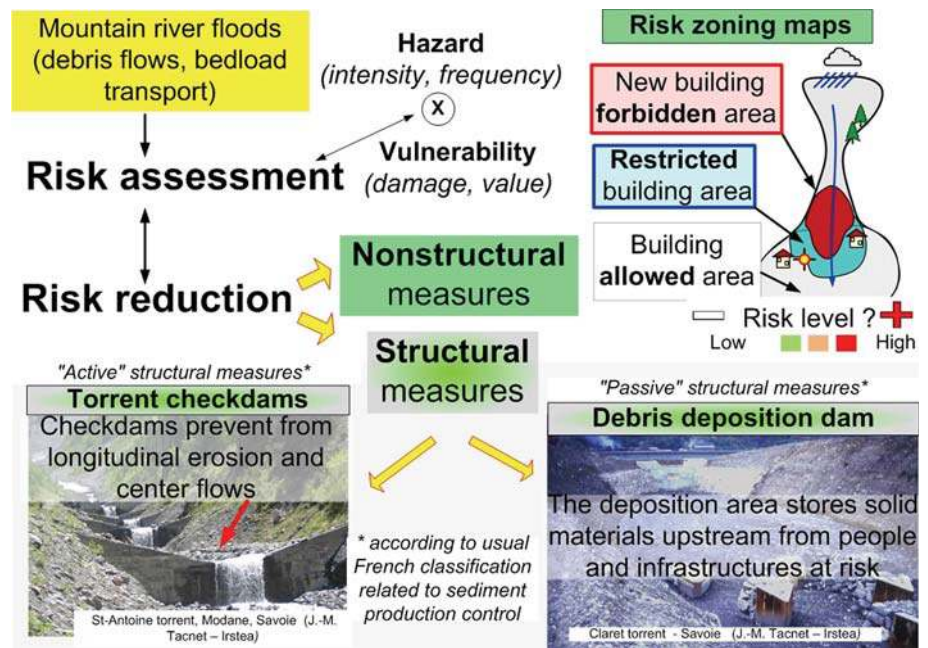 Mountain river floods
(debris flows, bedload
transport)
Hazard
(intensity, frequency)
X
Vulnerability
(damage, value)
Risk assessment
Risk reduction
Nonstructural
measures
Structural
measures
Risk zoning maps
New building
forbidden area
Restricted
building area
Building
allowed area
Risk level ?
Low
High
"Active" structural measures*
Torrent checkdams
Checkdams prevent from
longitudinal erosion and
center flows
St-Antoine torrent, Modane, Savoie (J.-M.
Tacnet – Irstea)
* according to usual
French classification
related to sediment
production control
"Passive" structural measures*
Debris deposition dam
The deposition area stores solid
materials upstream from people
and infrastructures at risk
Claret torrent - Savoie (J.-M. Tacnet – Irstea)